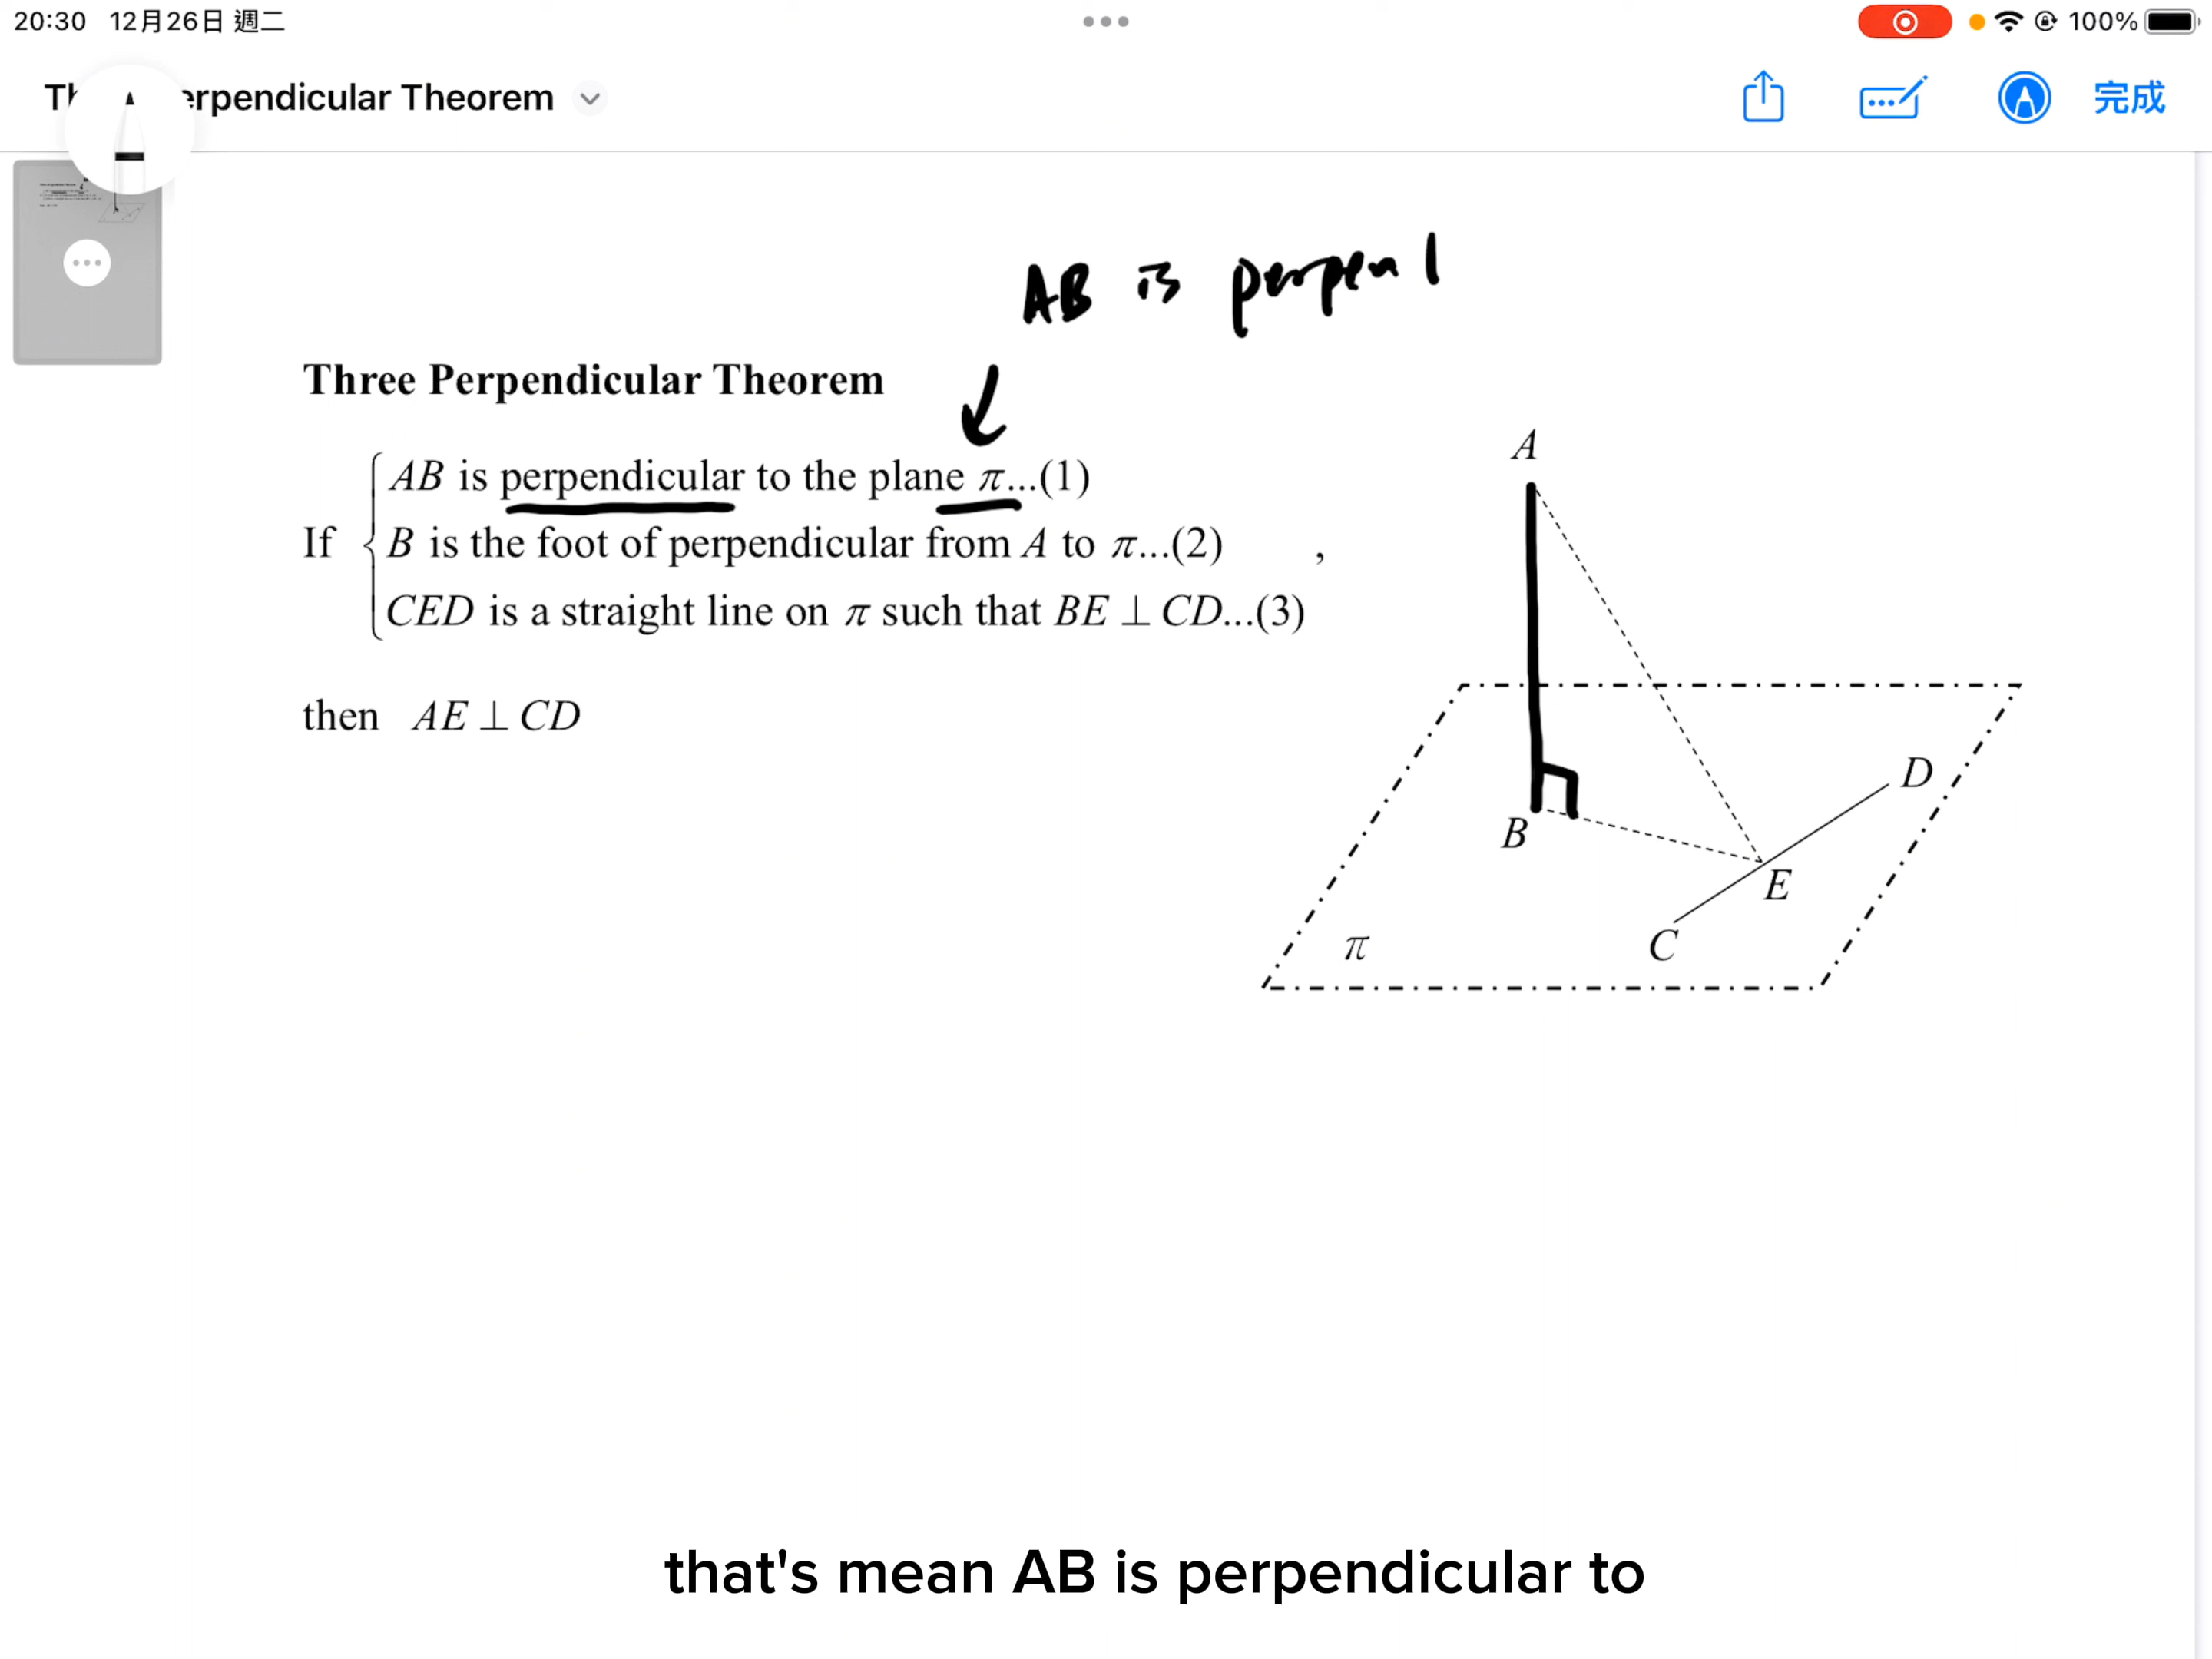 20:30 12月26日 週二
100%
Th erpendicular Theorem
完成
AB is perpen
Three Perpendicular Theorem
If
AB is perpendicular to the plane π...(1)
B is the foot of perpendicular from A to π...(2) ,
CED is a straight line on π such that BE ⊥ CD...(3)
then AE ⊥ CD
A
B
D
E
C
π
that's mean AB is perpendicular to